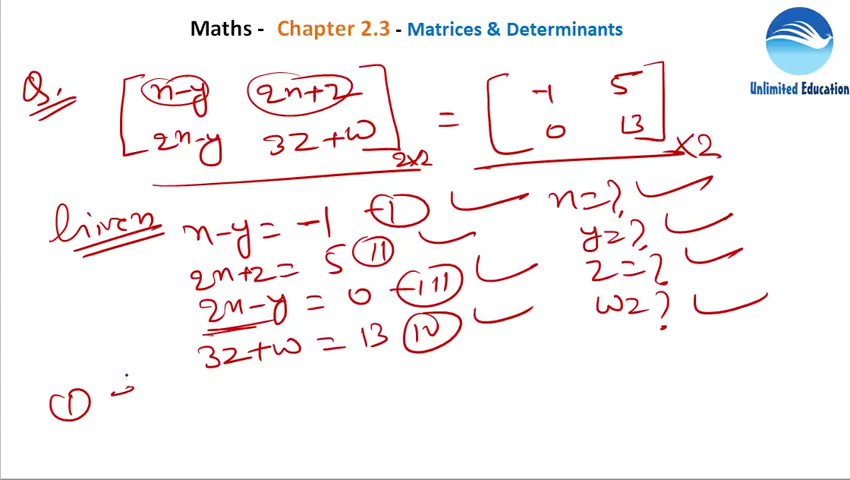 Maths - Chapter 2.3 - Matrices & Determinants
Unlimited Education
Q. [x-y 2x+z = [-1 5
2x-y 3z+w]2x2 0 13]x2
Given x-y = -1 -(I) x=?
2x+z = 5 (II) y=?
2x-y = 0 -(III) z=?
3z+w = 13 (IV) w=?
(I)